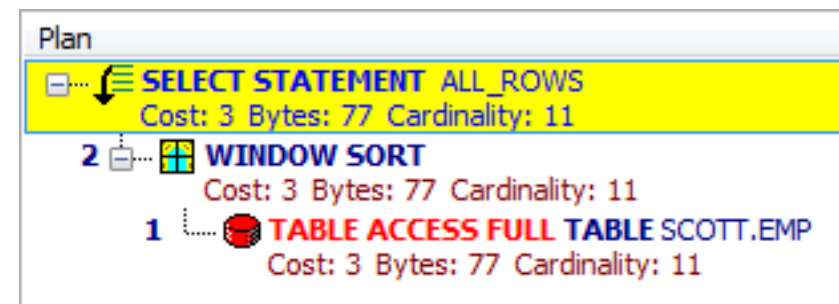 Plan
SELECT STATEMENT ALL_ROWS
Cost: 3 Bytes: 77 Cardinality: 11
2 WINDOW SORT
Cost: 3 Bytes: 77 Cardinality: 11
1 TABLE ACCESS FULL TABLE SCOTT.EMP
Cost: 3 Bytes: 77 Cardinality: 11